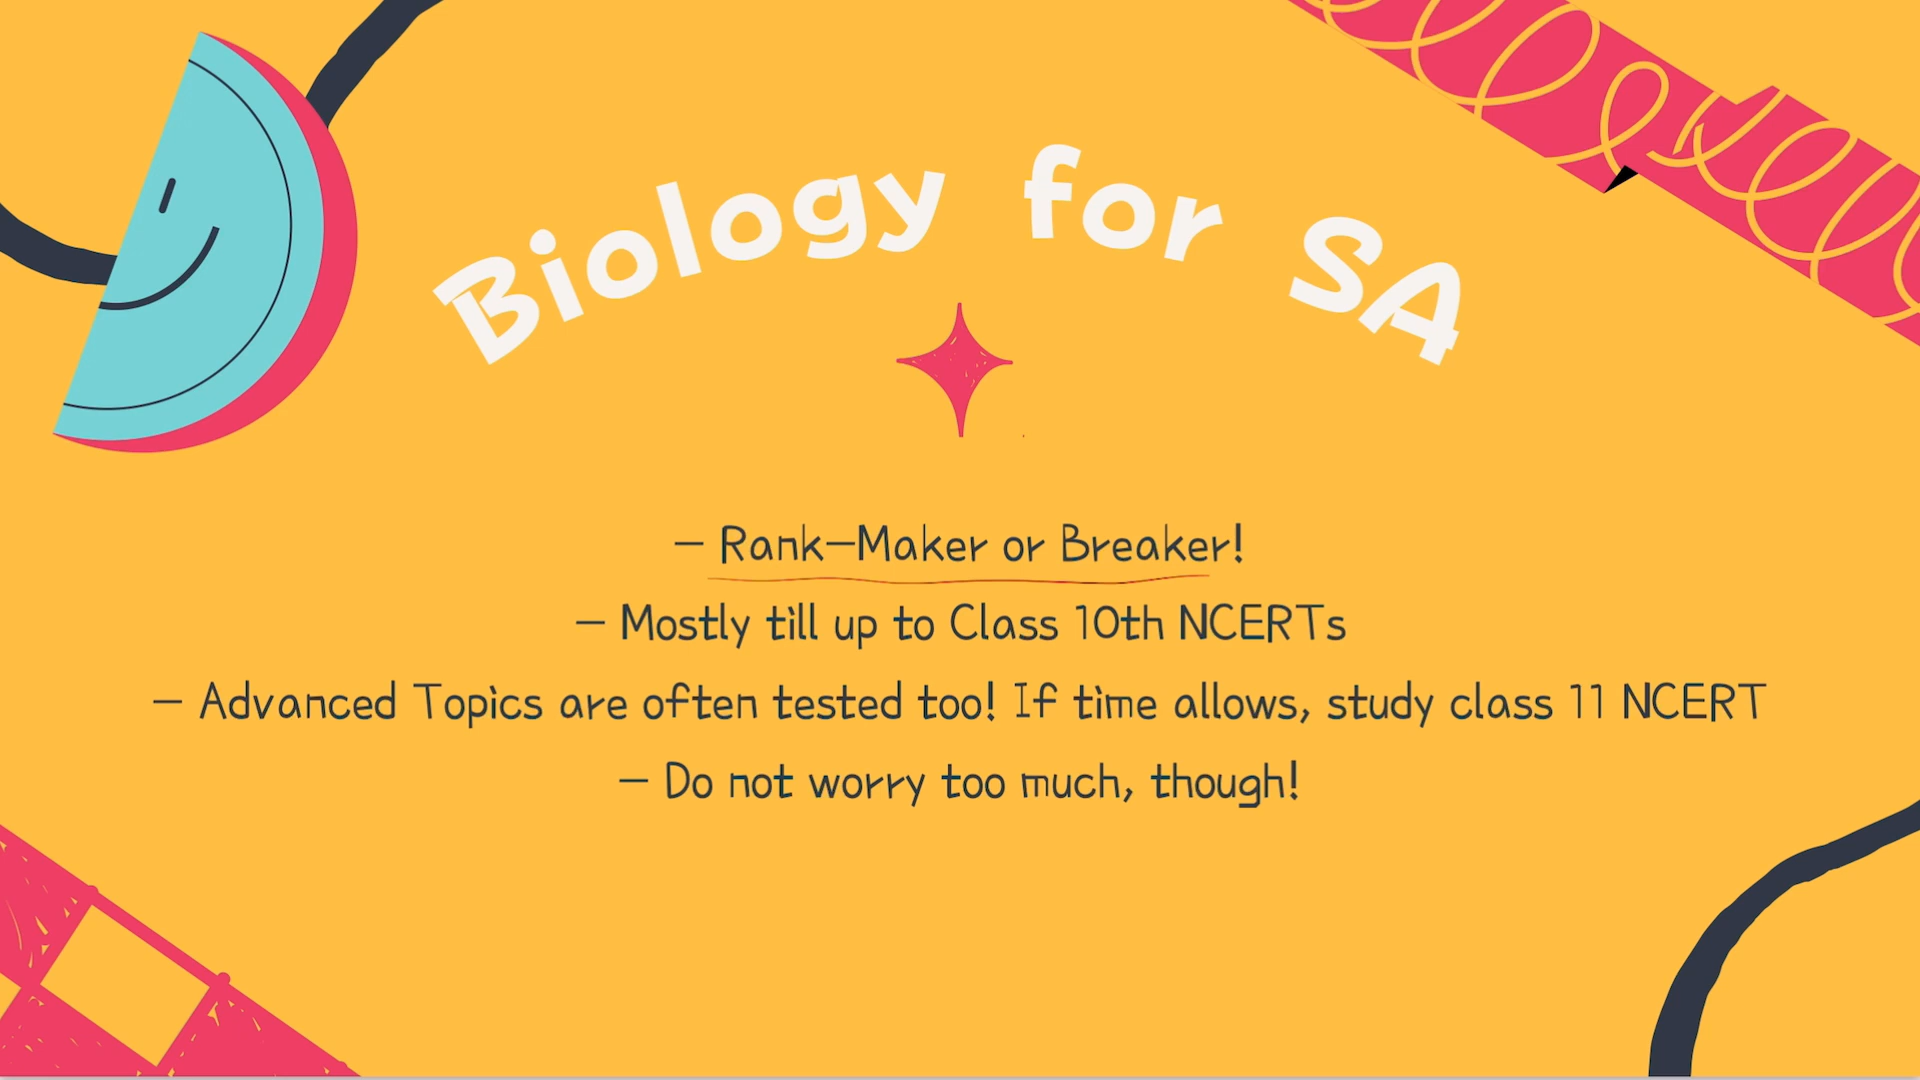 Biology for SA
– Rank–Maker or Breaker!
– Mostly till up to Class 10th NCERTs
– Advanced Topics are often tested too! If time allows, study class 11 NCERT
– Do not worry too much, though!